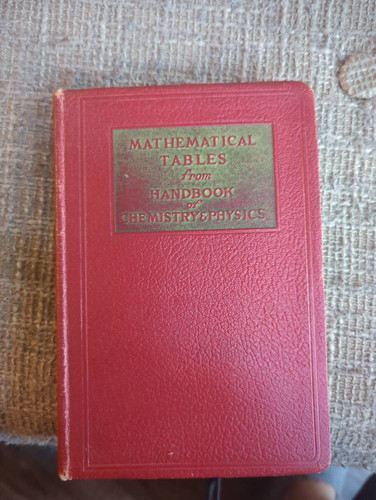 MATHEMATICAL
TABLES
from
HANDBOOK
of
CHEMISTRY & PHYSICS